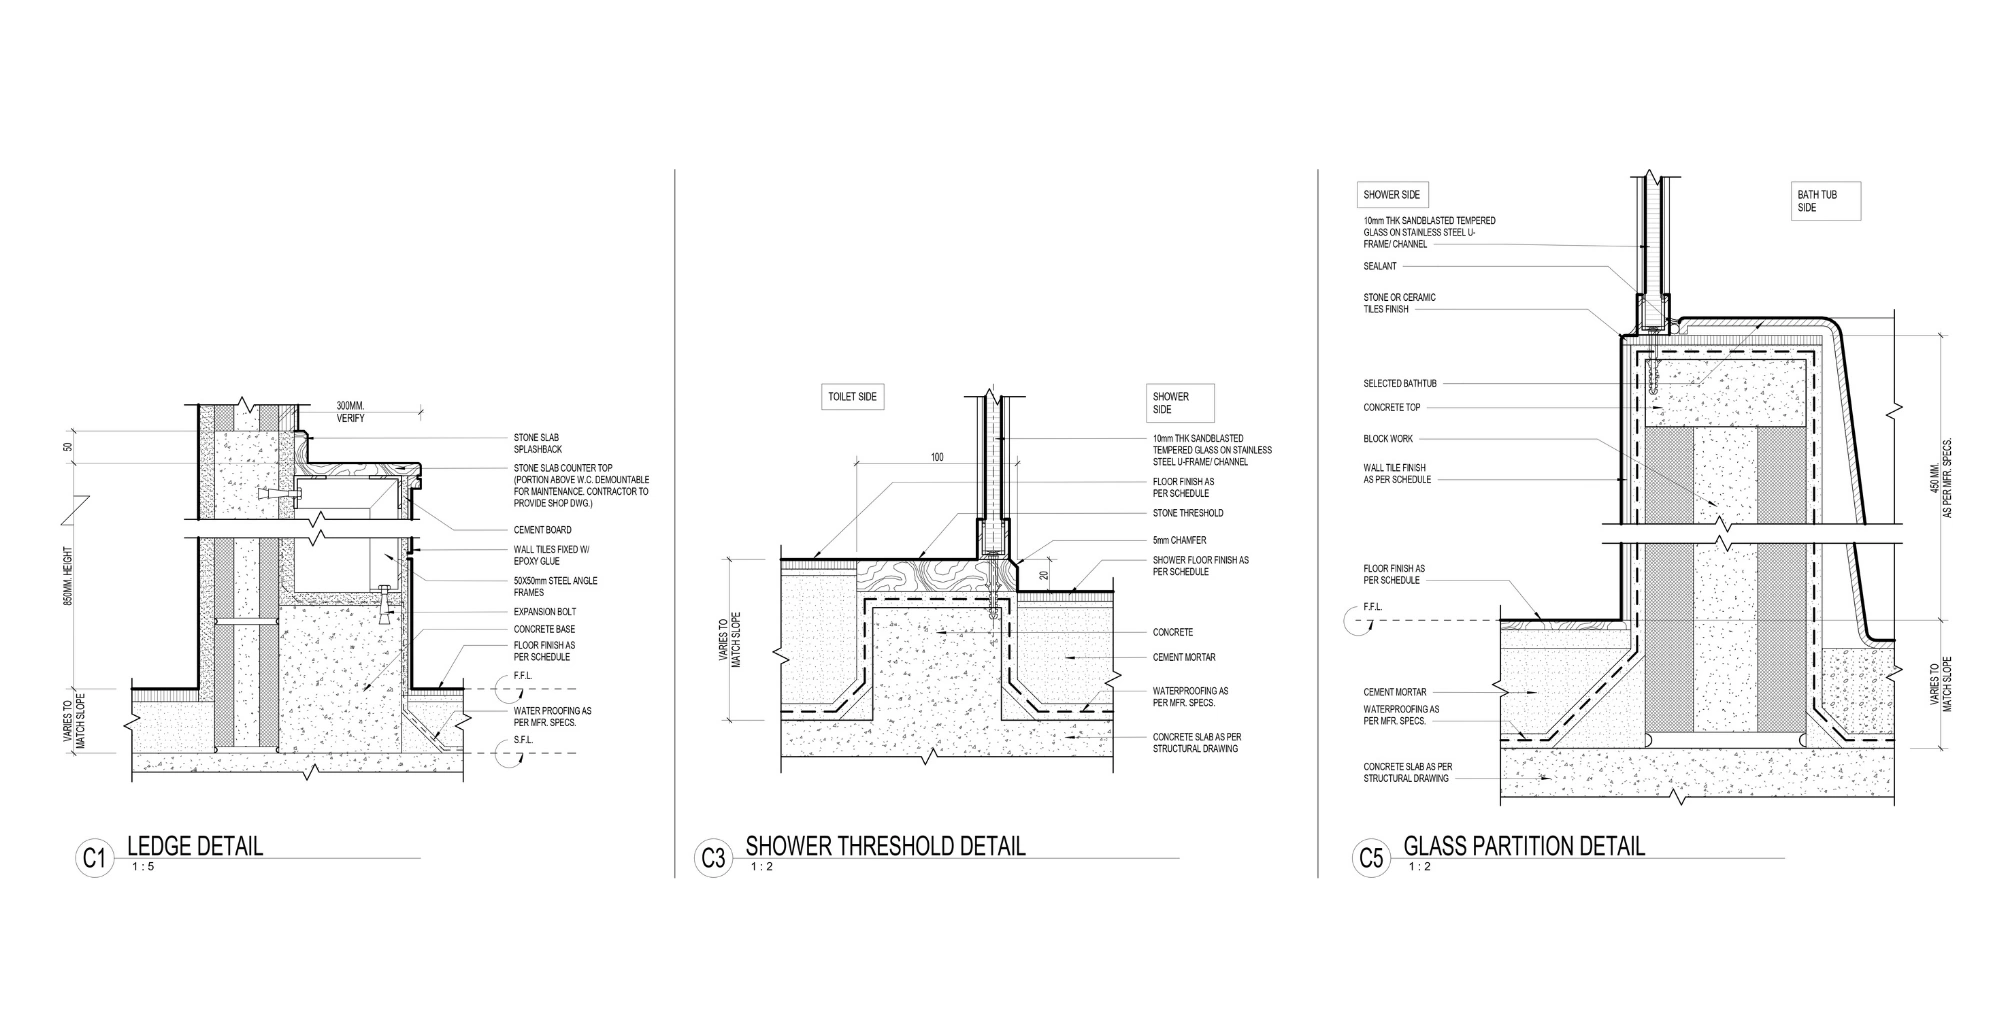 300MM.
VERIFY
50
850MM. HEIGHT
VARIES TO
MATCH SLOPE
STONE SLAB
SPLASHBACK
STONE SLAB COUNTER TOP
(PORTION ABOVE W.C. DEMOUNTABLE
FOR MAINTENANCE. CONTRACTOR TO
PROVIDE SHOP DWG.)
CEMENT BOARD
WALL TILES FIXED W/
EPOXY GLUE
50X50mm STEEL ANGLE
FRAMES
EXPANSION BOLT
CONCRETE BASE
FLOOR FINISH AS
PER SCHEDULE
F.F.L.
WATER PROOFING AS
PER MFR. SPECS.
S.F.L.
C1
LEDGE DETAIL
1 : 5
TOILET SIDE
SHOWER
SIDE
100
20
VARIES TO
MATCH SLOPE
10mm THK SANDBLASTED
TEMPERED GLASS ON STAINLESS
STEEL U-FRAME/ CHANNEL
FLOOR FINISH AS
PER SCHEDULE
STONE THRESHOLD
5mm CHAMFER
SHOWER FLOOR FINISH AS
PER SCHEDULE
CONCRETE
CEMENT MORTAR
WATERPROOFING AS
PER MFR. SPECS.
CONCRETE SLAB AS PER
STRUCTURAL DRAWING
C3
SHOWER THRESHOLD DETAIL
1 : 2
SHOWER SIDE
BATH TUB
SIDE
10mm THK SANDBLASTED TEMPERED
GLASS ON STAINLESS STEEL U-
FRAME/ CHANNEL
SEALANT
STONE OR CERAMIC
TILES FINISH
SELECTED BATHTUB
CONCRETE TOP
BLOCK WORK
WALL TILE FINISH
AS PER SCHEDULE
FLOOR FINISH AS
PER SCHEDULE
F.F.L.
CEMENT MORTAR
WATERPROOFING AS
PER MFR. SPECS.
CONCRETE SLAB AS PER
STRUCTURAL DRAWING
450 MM.
AS PER MFR. SPECS.
VARIES TO
MATCH SLOPE
C5
GLASS PARTITION DETAIL
1 : 2